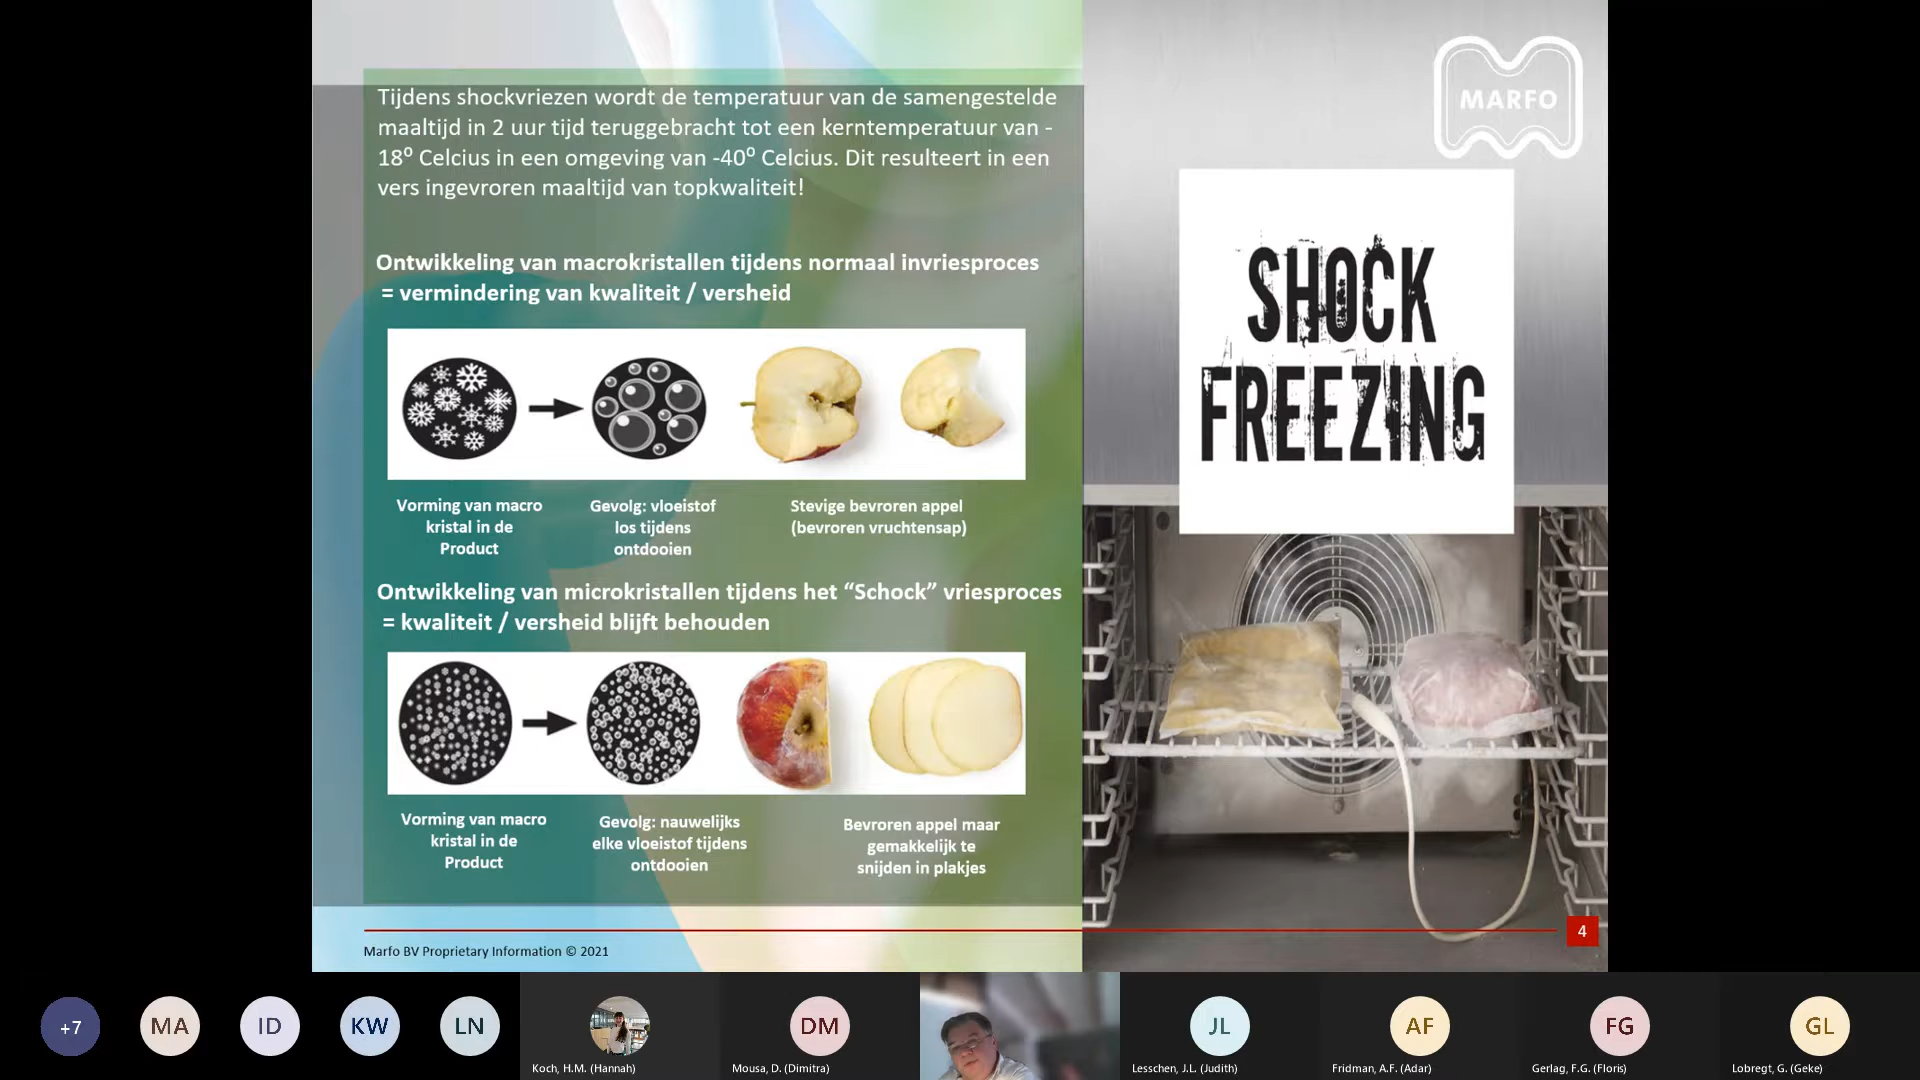 Tijdens shockvriezen wordt de temperatuur van de samengestelde
maaltijd in 2 uur tijd teruggebracht tot een kerntemperatuur van -
18⁰ Celcius in een omgeving van -40⁰ Celcius. Dit resulteert in een
vers ingevroren maaltijd van topkwaliteit!
Ontwikkeling van macrokristallen tijdens normaal invriesproces
= vermindering van kwaliteit / versheid
Vorming van macro
kristal in de
Product
Gevolg: vloeistof
los tijdens
ontdooien
Stevige bevroren appel
(bevroren vruchtensap)
Ontwikkeling van microkristallen tijdens het “Schock” vriesproces
= kwaliteit / versheid blijft behouden
Vorming van macro
kristal in de
Product
Gevolg: nauwelijks
elke vloeistof tijdens
ontdooien
Bevroren appel maar
gemakkelijk te
snijden in plakjes
MARFO
SHOCK
FREEZING
Marfo BV Proprietary Information © 2021
4
+7
MA
ID
KW
LN
Koch, H.M. (Hannah)
DM
Mousa, D. (Dimitra)
JL
Lesschen, J.L. (Judith)
AF
Fridman, A.F. (Adar)
FG
Gerlag, F.G. (Floris)
GL
Lobregt, G. (Geke)